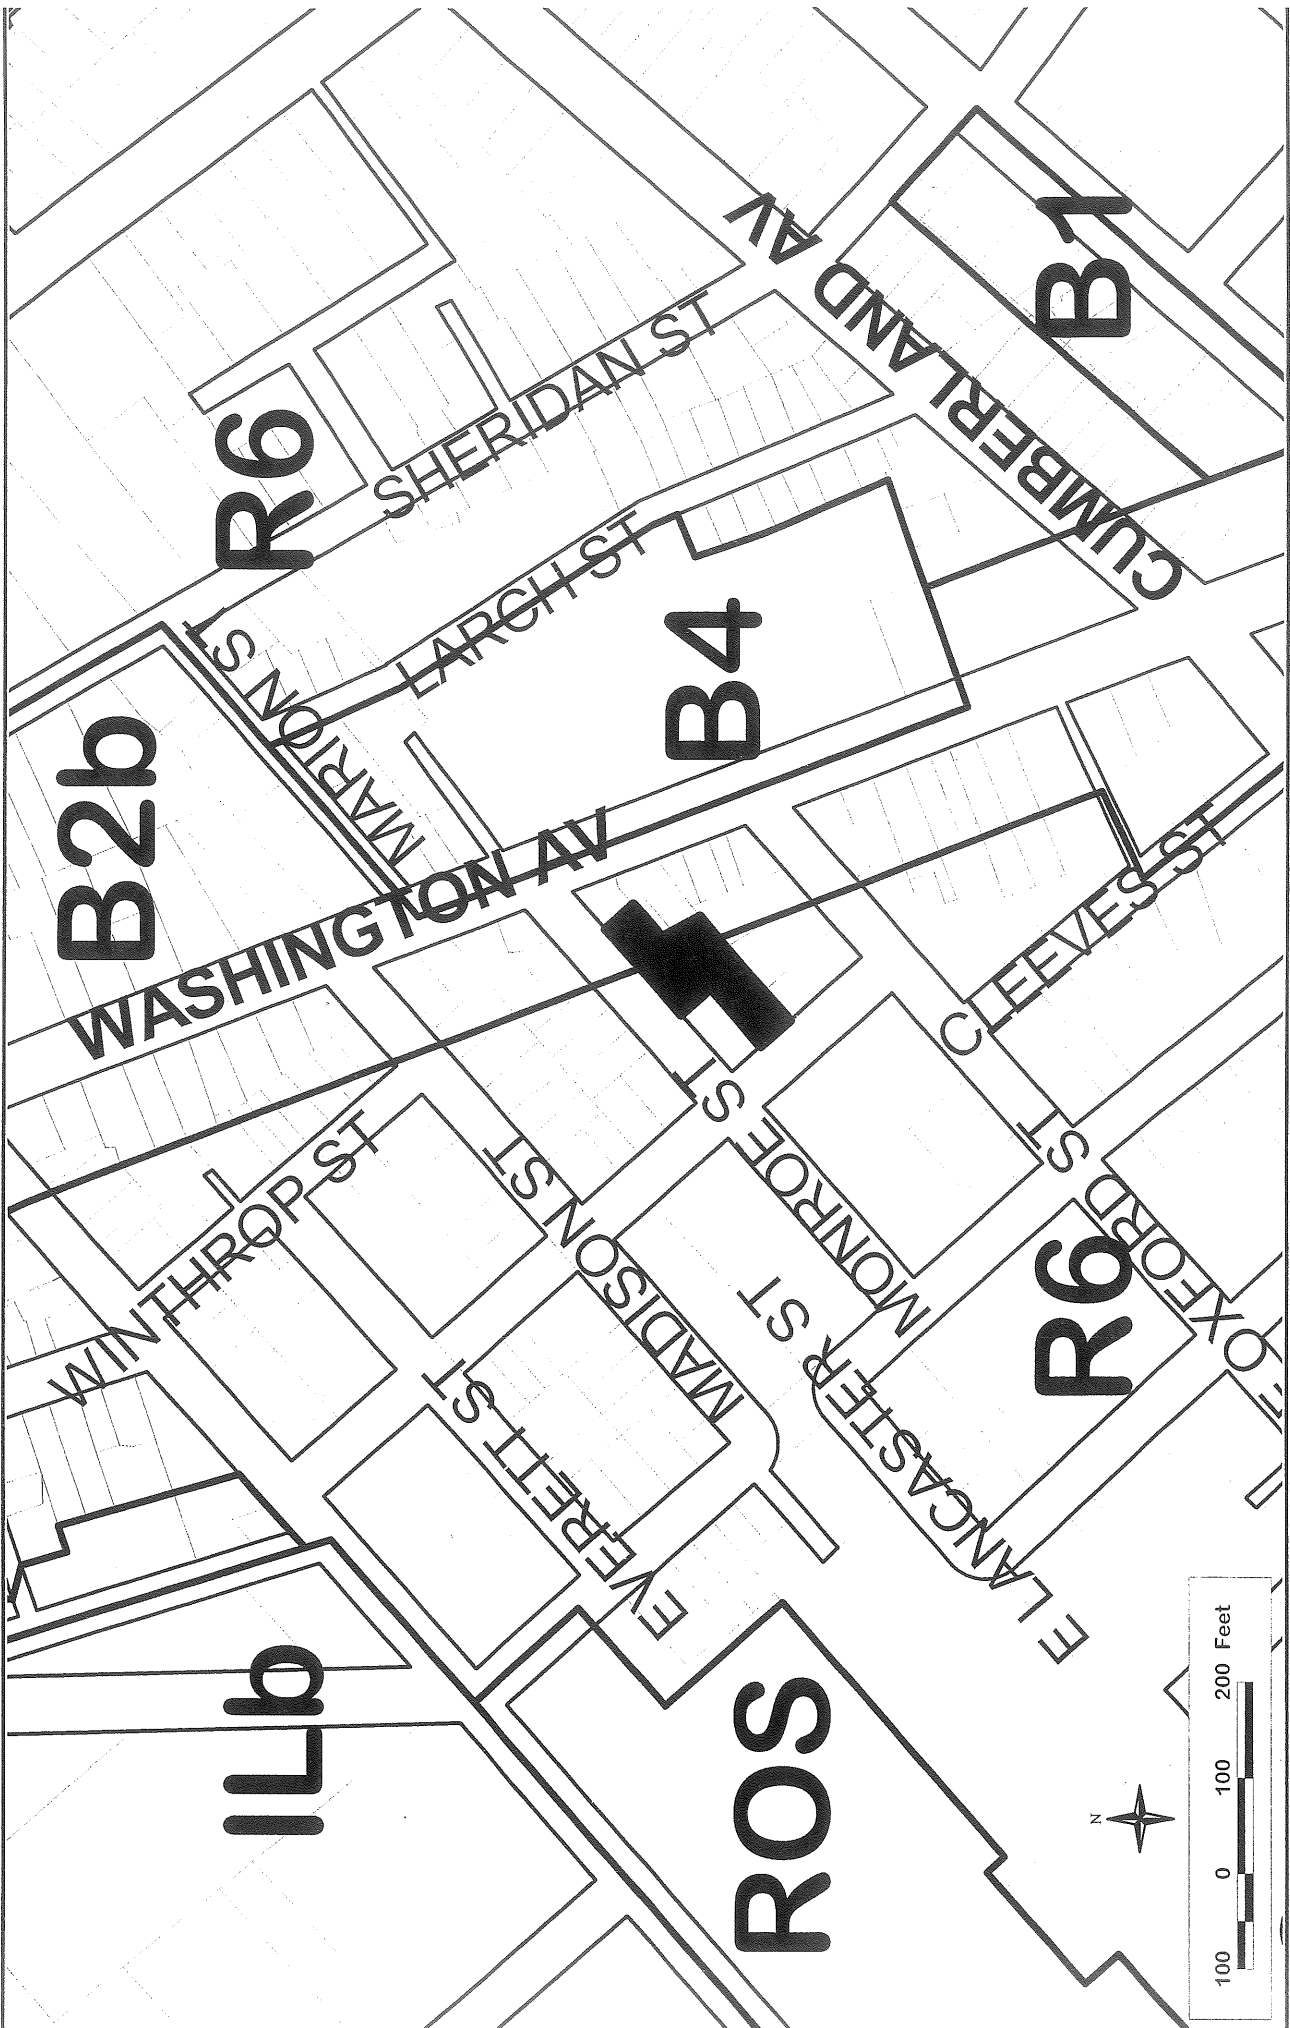 B2b
R6
SHERIDAN ST
MARION ST
LARCH ST
CUMBERLAND AV
B1
B4
WASHINGTON AV
WINTHROP ST
MADISON ST
MONROE ST
CLEEVES ST
EVERETT ST
E LANCASTER ST
R6
E OXFORD ST
ILb
ROS
N
100 0 100 200 Feet